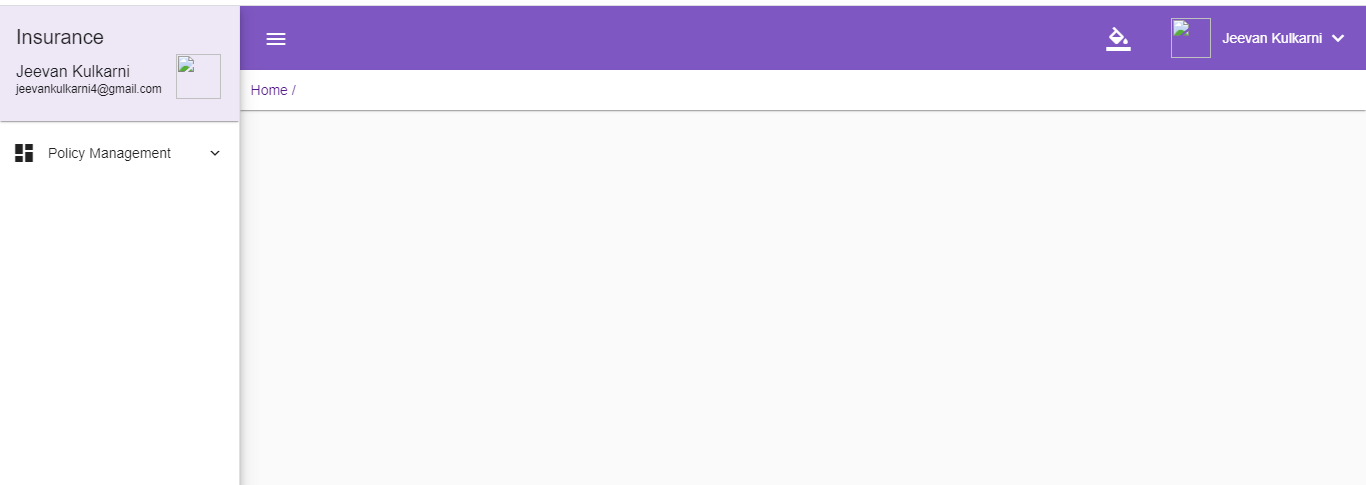 Insurance
Jeevan Kulkarni
jeevankulkarni4@gmail.com
Policy Management
Jeevan Kulkarni
Home /